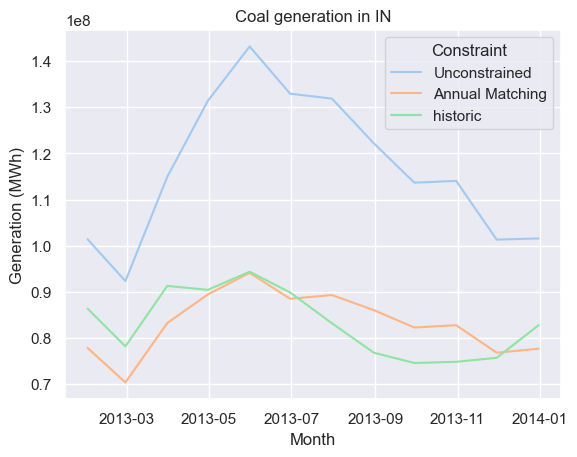 Coal generation in IN
1e8
Constraint
Unconstrained
Annual Matching
historic
Generation (MWh)
1.4
1.3
1.2
1.1
1.0
0.9
0.8
0.7
2013-03
2013-05
2013-07
2013-09
2013-11
2014-01
Month